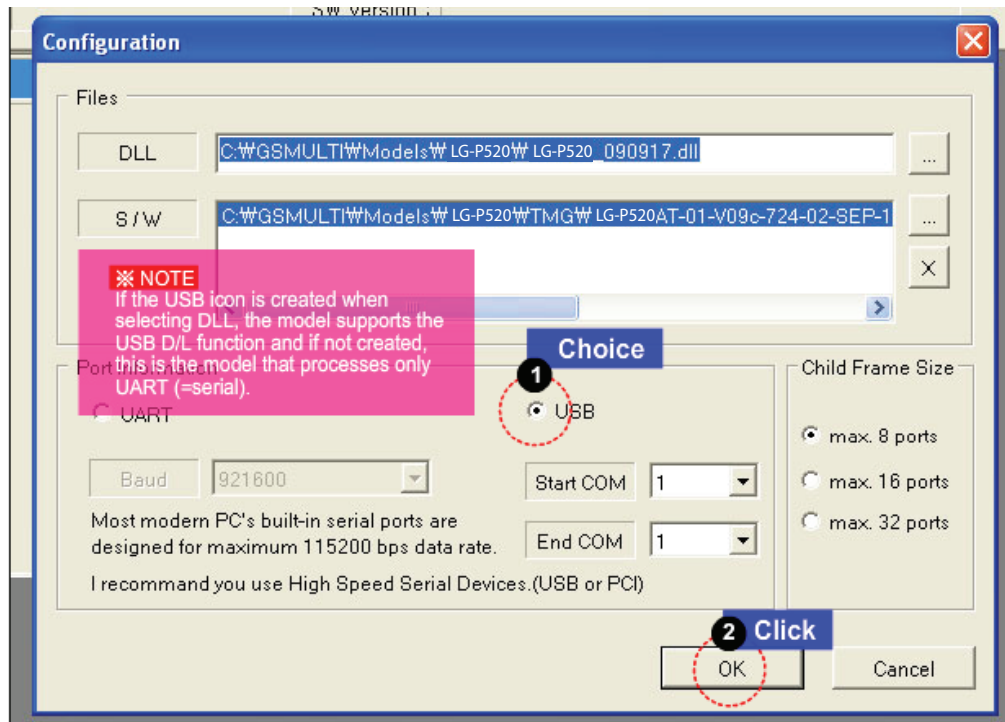 SW Version :
Configuration
Files
DLL
C:₩GSMULTI₩Models₩ LG-P520₩ LG-P520_090917.dll
...
S/W
C:₩GSMULTI₩Models₩ LG-P520₩TMG₩ LG-P520AT-01-V09c-724-02-SEP-1
...
X
※ NOTE
If the USB icon is created when
selecting DLL, the model supports the
USB D/L function and if not created,
this is the model that processes only
UART (=serial).
Port Information
Choice
1
UART
USB
Child Frame Size
max. 8 ports
max. 16 ports
max. 32 ports
Baud
921600
Start COM
1
Most modern PC's built-in serial ports are
designed for maximum 115200 bps data rate.
End COM
1
I recommand you use High Speed Serial Devices.(USB or PCI)
2 Click
OK
Cancel